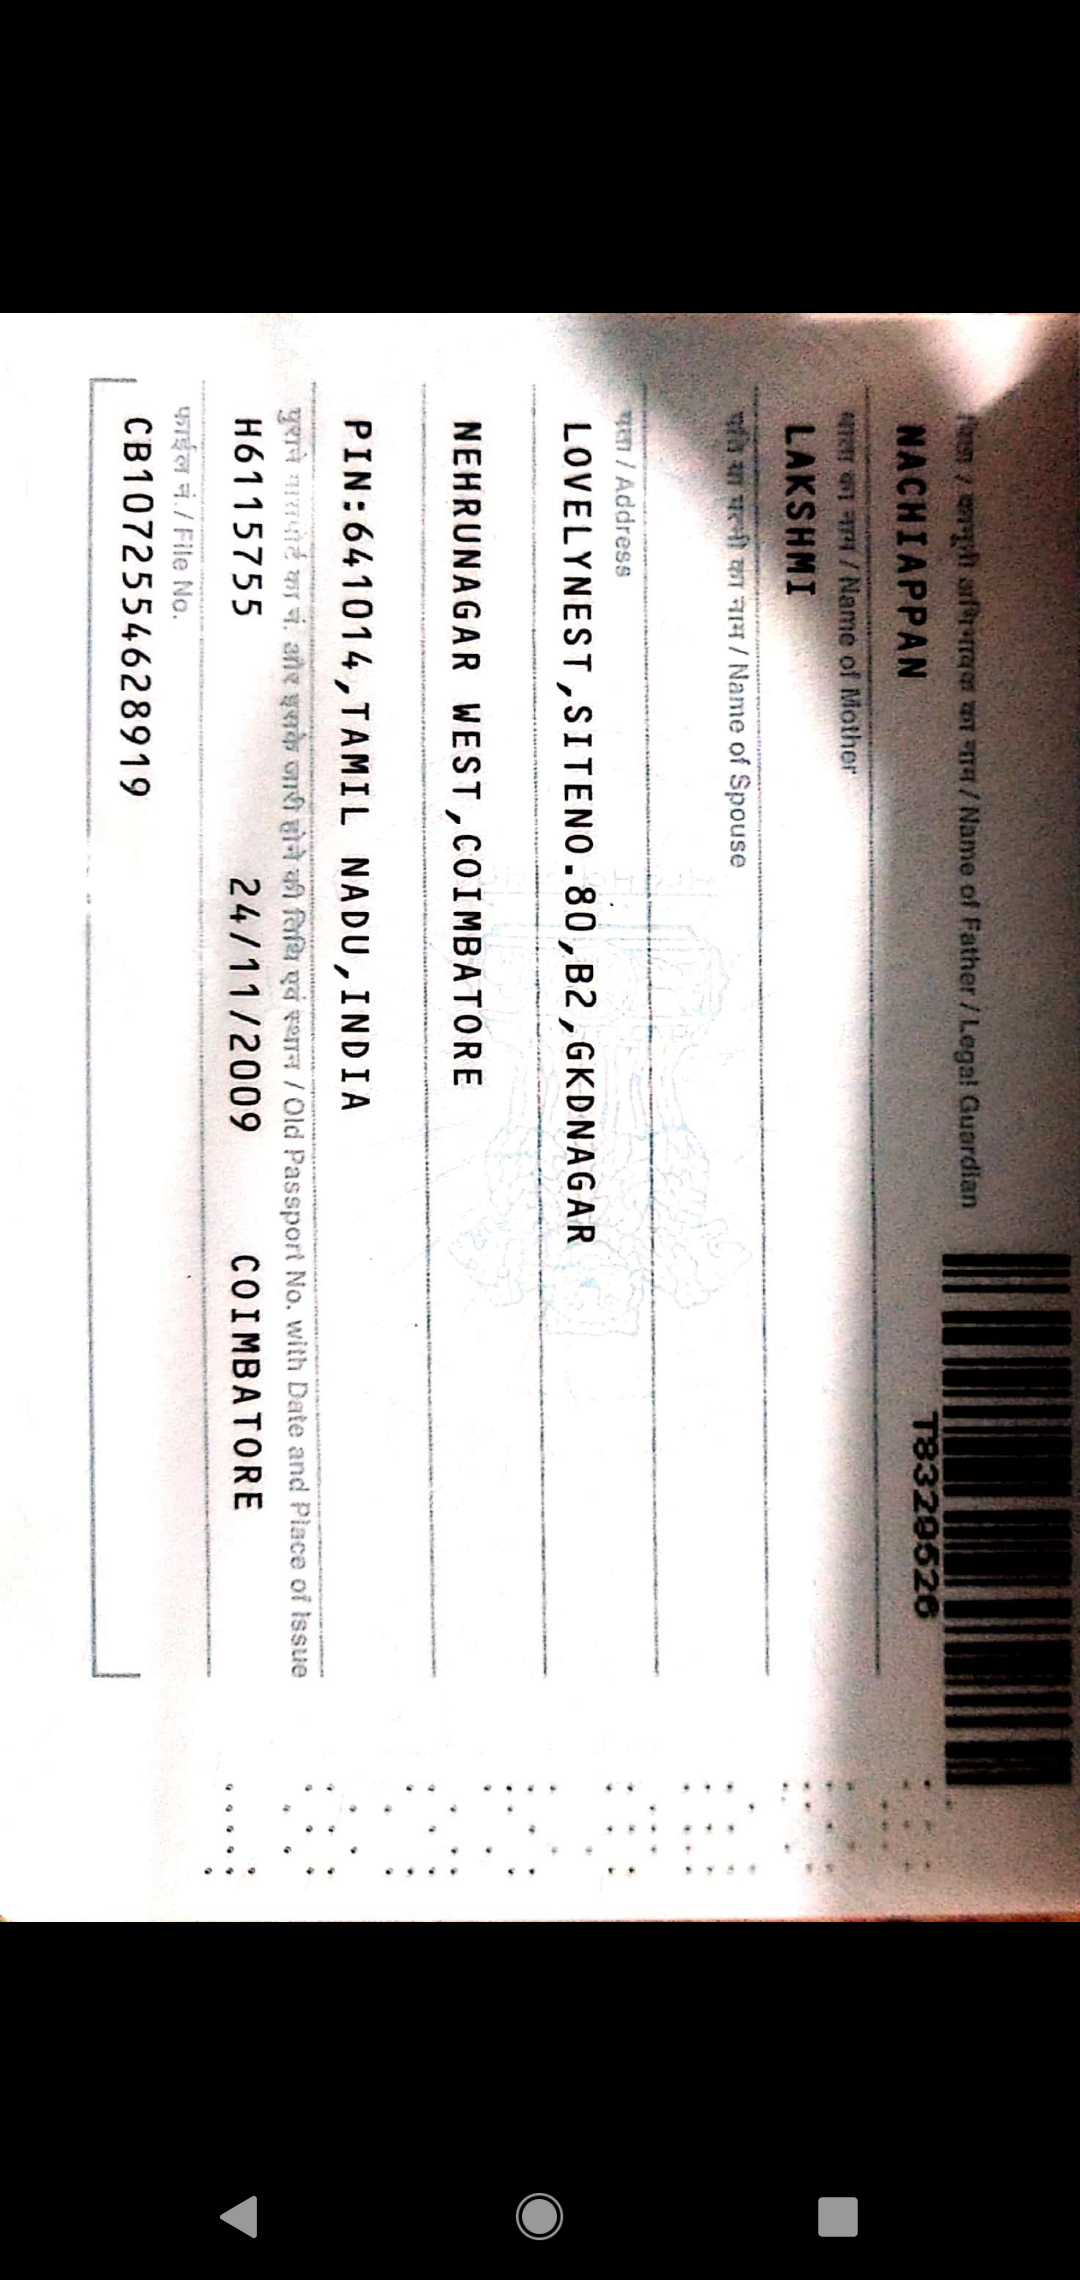 पिता / कानूनी अभिभावक का नाम / Name of Father / Legal Guardian
NACHIAPPAN
T8329626
माता का नाम / Name of Mother
LAKSHMI
पति या पत्नी का नाम / Name of Spouse
पता / Address
LOVELYNEST,SITENO.80,B2,GKDNAGAR
NEHRUNAGAR WEST,COIMBATORE
PIN:641014,TAMIL NADU,INDIA
पुराने पासपोर्ट का नं. और इसके जारी होने की तिथि एवं स्थान / Old Passport No. with Date and Place of Issue
H6115755 24/11/2009 COIMBATORE
फाईल नं. / File No.
CB1072554628919